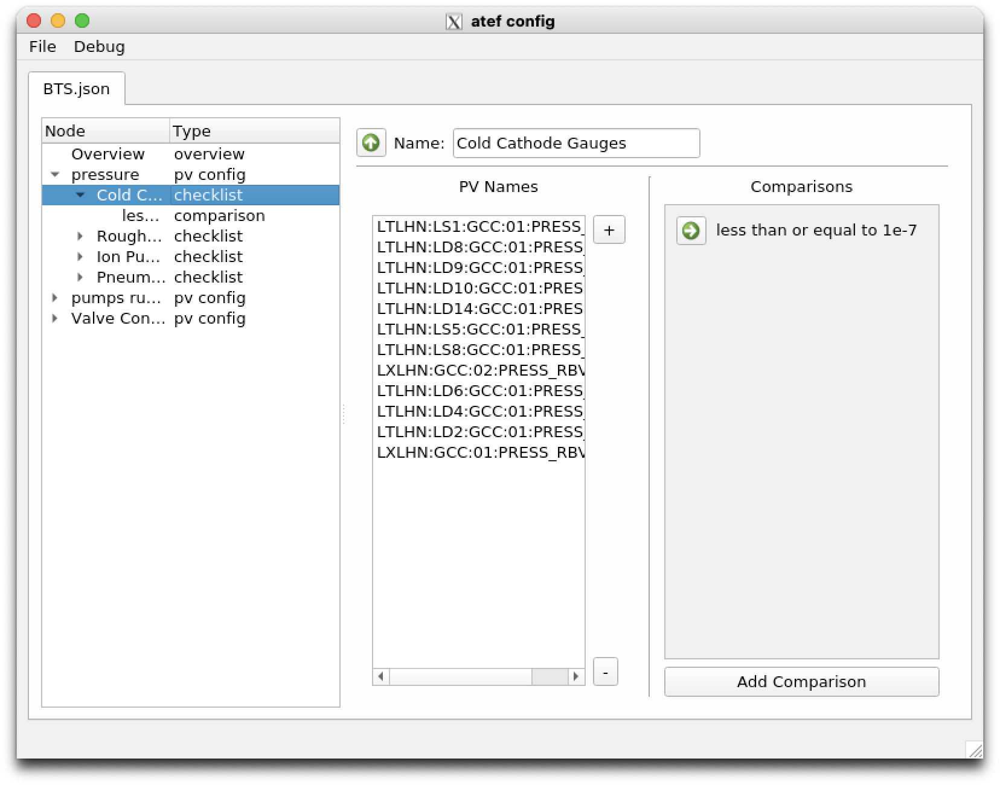 atef config
File Debug
BTS.json
Node Type
Overview overview
pressure pv config
Cold C... checklist
les... comparison
Rough... checklist
Ion Pu... checklist
Pneum... checklist
pumps ru... pv config
Valve Con... pv config
Name: Cold Cathode Gauges
PV Names
LTLHN:LS1:GCC:01:PRESS_
LTLHN:LD8:GCC:01:PRESS_
LTLHN:LD9:GCC:01:PRESS_
LTLHN:LD10:GCC:01:PRES
LTLHN:LD14:GCC:01:PRES
LTLHN:LS5:GCC:01:PRESS_
LTLHN:LS8:GCC:01:PRESS_
LXLHN:GCC:02:PRESS_RBV
LTLHN:LD6:GCC:01:PRESS_
LTLHN:LD4:GCC:01:PRESS_
LTLHN:LD2:GCC:01:PRESS_
LXLHN:GCC:01:PRESS_RBV
+
-
Comparisons
less than or equal to 1e-7
Add Comparison